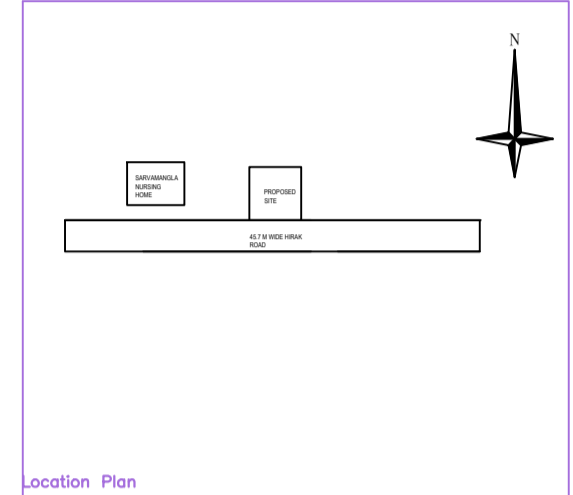 N
SARVAMANGLA
NURSING
HOME
PROPOSED
SITE
45.7 M WIDE HIRAK
ROAD
Location Plan